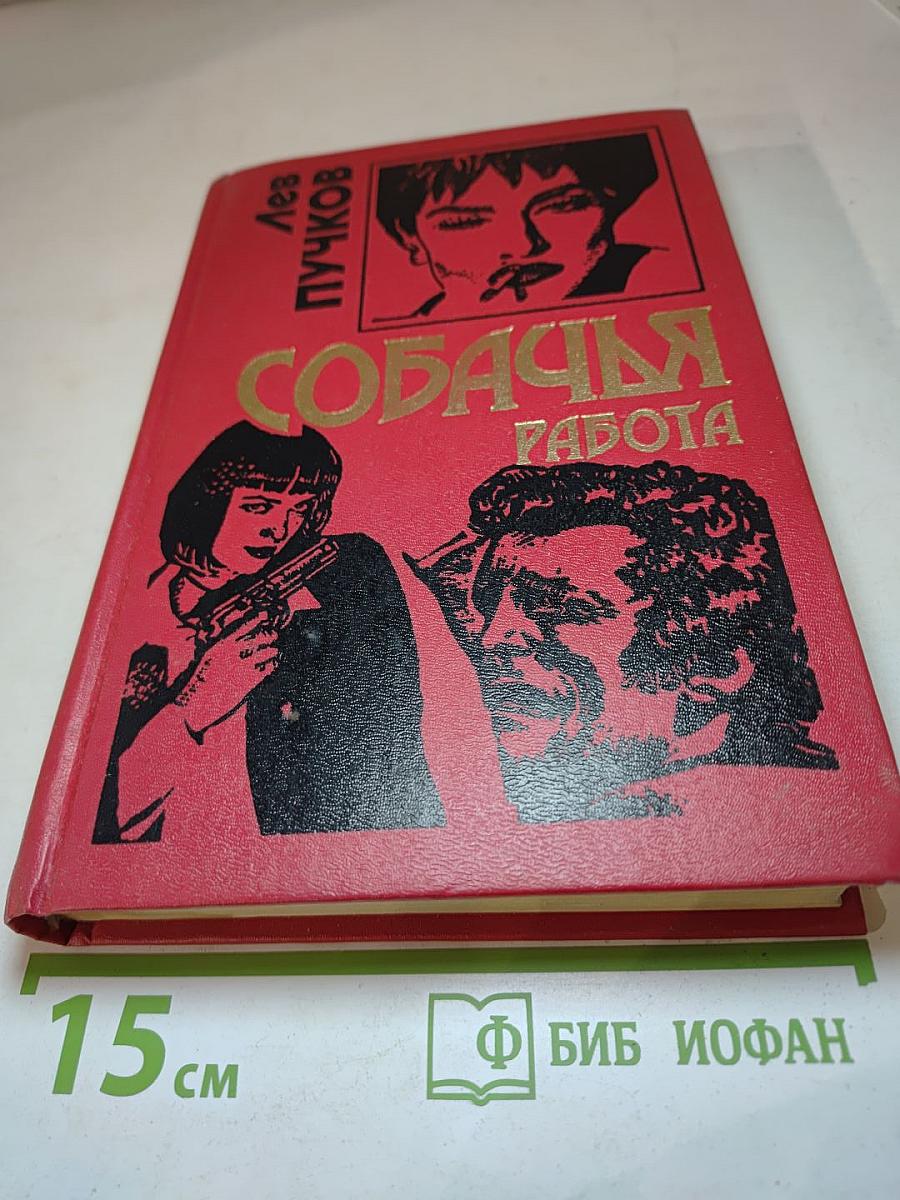 Лев
ПУЧКОВ
СОБАЧЬЯ
РАБОТА
15 см
Ф БИБ ИОФАН